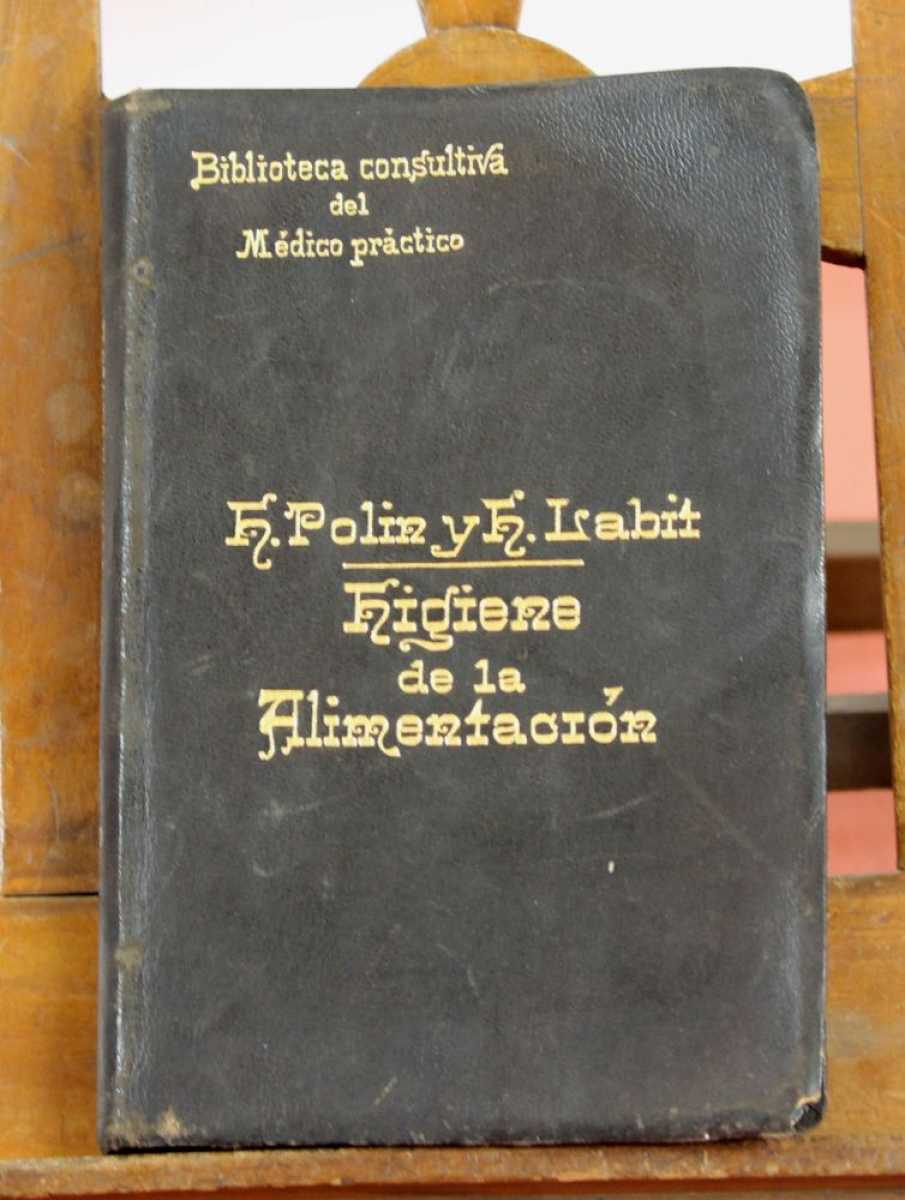 Biblioteca consultiva
del
Médico práctico
H. Polin y H. Labit
Higiene
de la
Alimentación